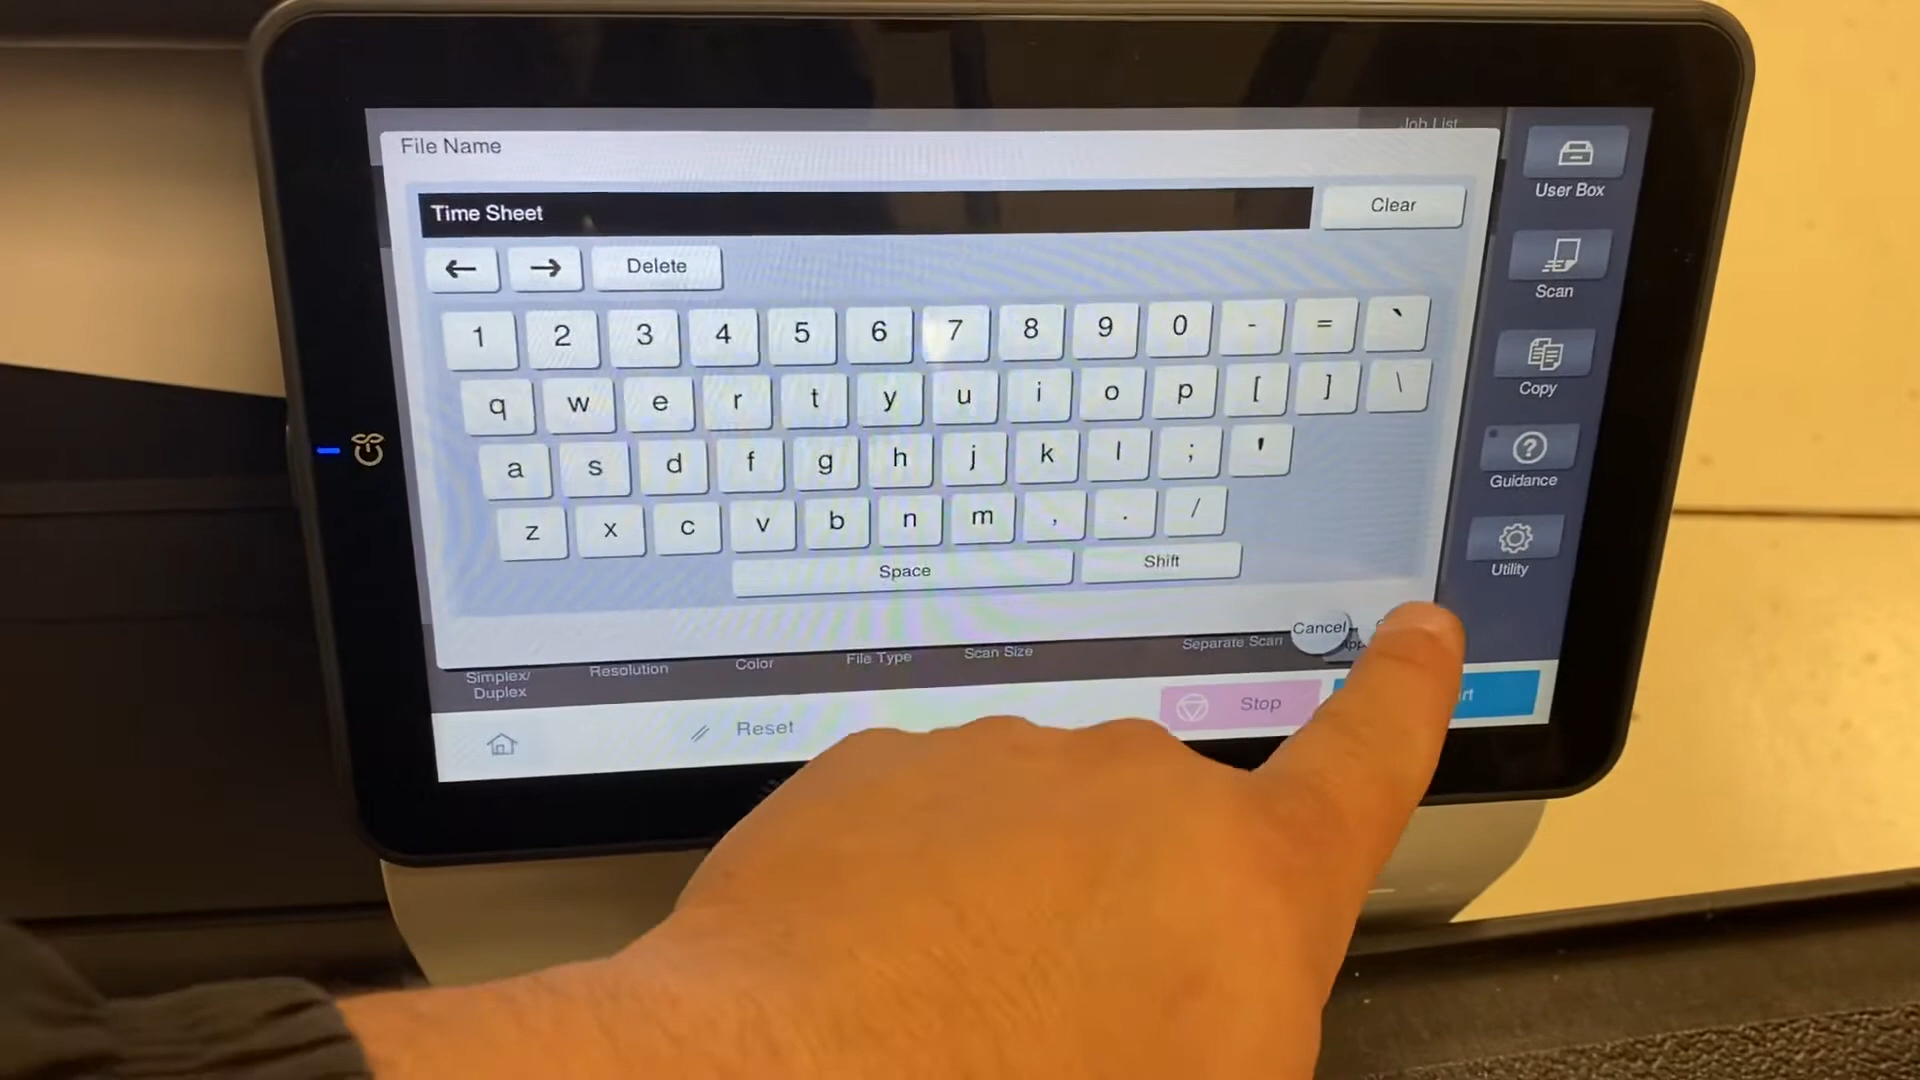 Job List
File Name
Time Sheet
Clear
User Box
← → Delete
Scan
1 2 3 4 5 6 7 8 9 0 - = `
q w e r t y u i o p [ ] \
Copy
a s d f g h j k l ; '
Guidance
z x c v b n m , . /
Space Shift
Utility
Cancel
Simplex/
Duplex
Resolution Color File Type Scan Size Separate Scan
Reset Stop